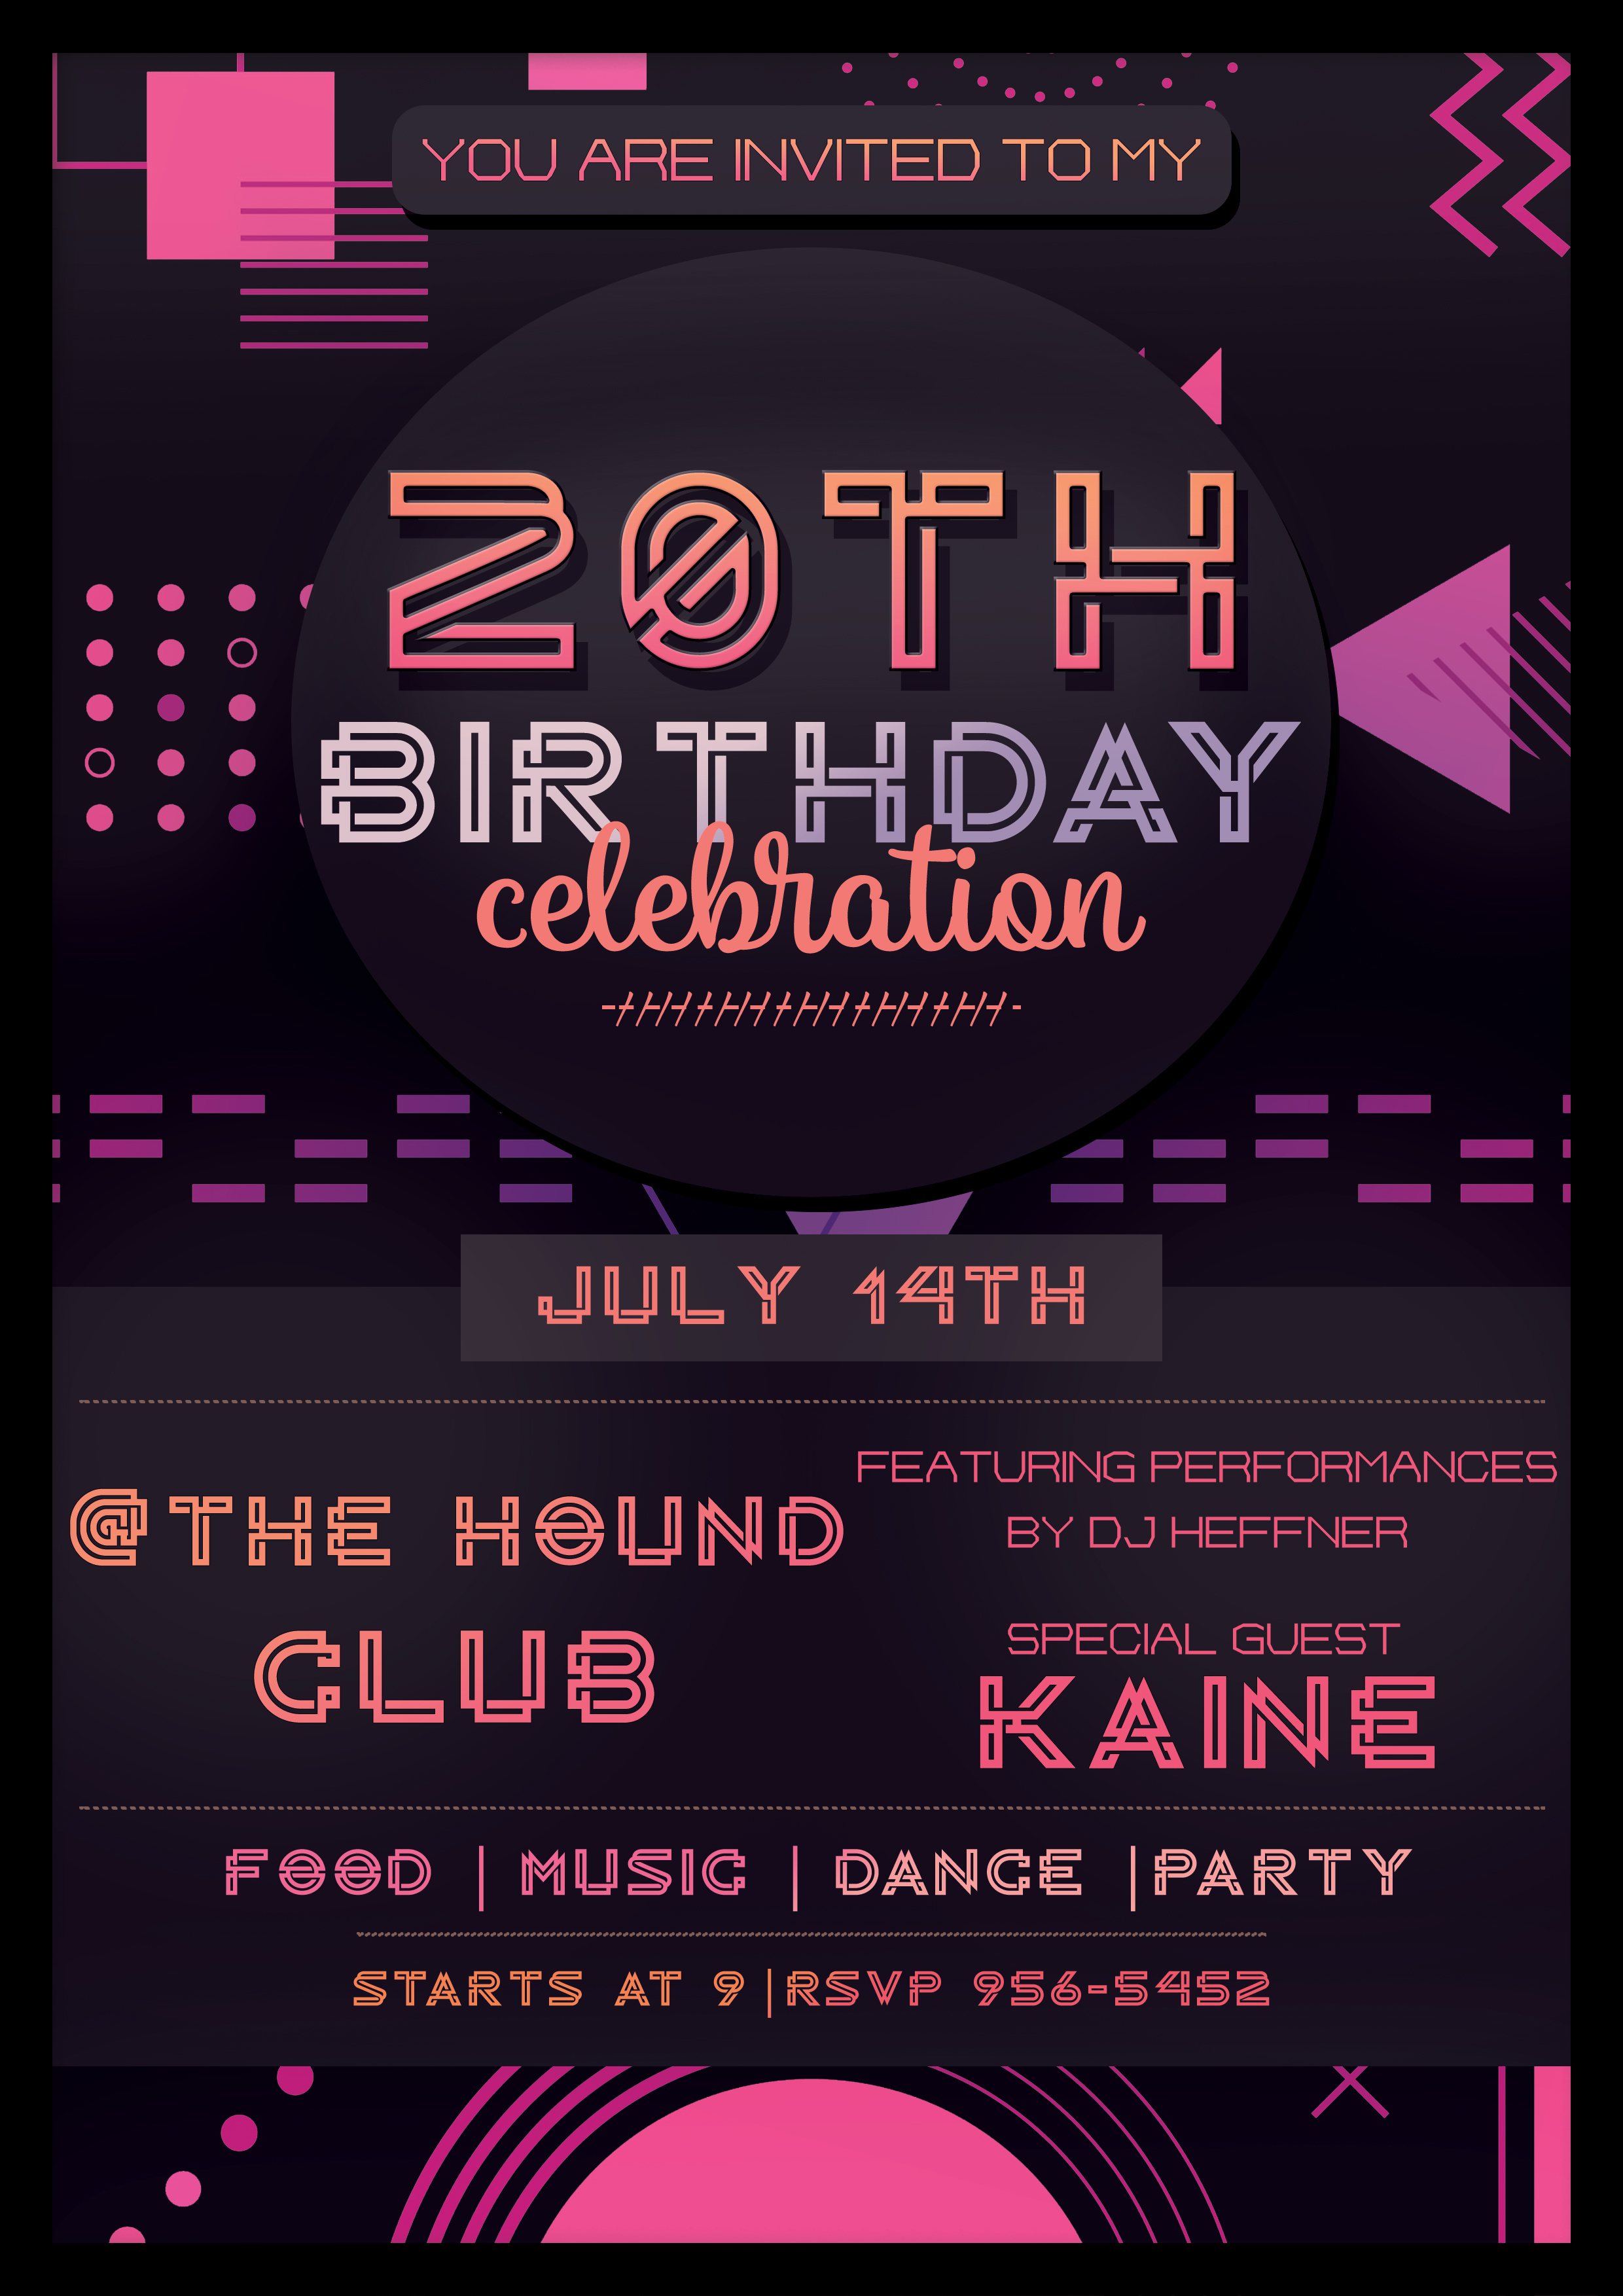 YOU ARE INVITED TO MY
20TH
BIRTHDAY
celebration
JULY 14TH
@THE HOUND
CLUB
FEATURING PERFORMANCES
BY DJ HEFFNER
SPECIAL GUEST
KAINE
FOOD | MUSIC | DANCE |PARTY
STARTS AT 9|RSVP 956-5452